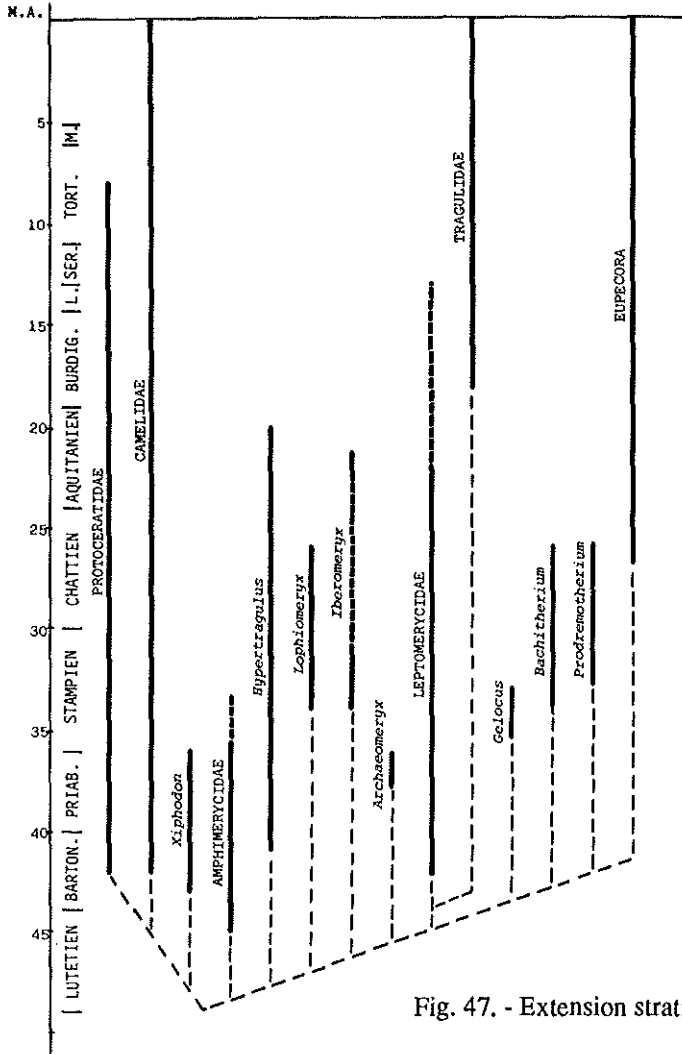 M.A.
5
10
15
20
25
30
35
40
45
[ LUTETIEN [ BARTON.[ PRIAB. ] STAMPIEN [ CHATTIEN [AQUITANIEN[ BURDIG. [L.[SER.] TORT. [M.]
PROTOCERATIDAE
CAMELIDAE
Xiphodon
AMPHIMERYCIDAE
Hypertragulus
Lophiomeryx
Iberomeryx
Archaeomeryx
LEPTOMERYCIDAE
TRAGULIDAE
Gelocus
Bachitherium
Prodremotherium
EUPECORA
Fig. 47. - Extension strat